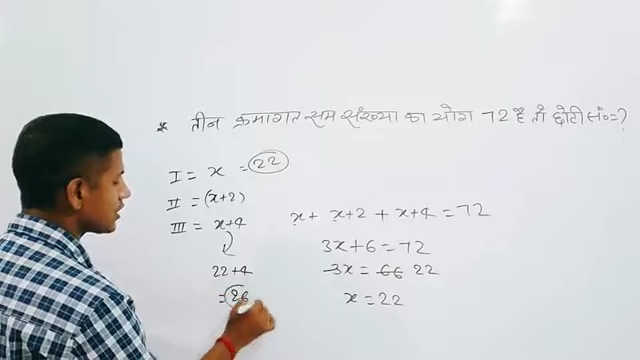 * तीन क्रमागत सम संख्या का योग 72 है तो छोटी सं०=?
I = x = 22
II = (x+2)
III = x+4
22+4
= 26
x + x+2 + x+4 = 72
3x+6 = 72
3x = 66 22
x = 22